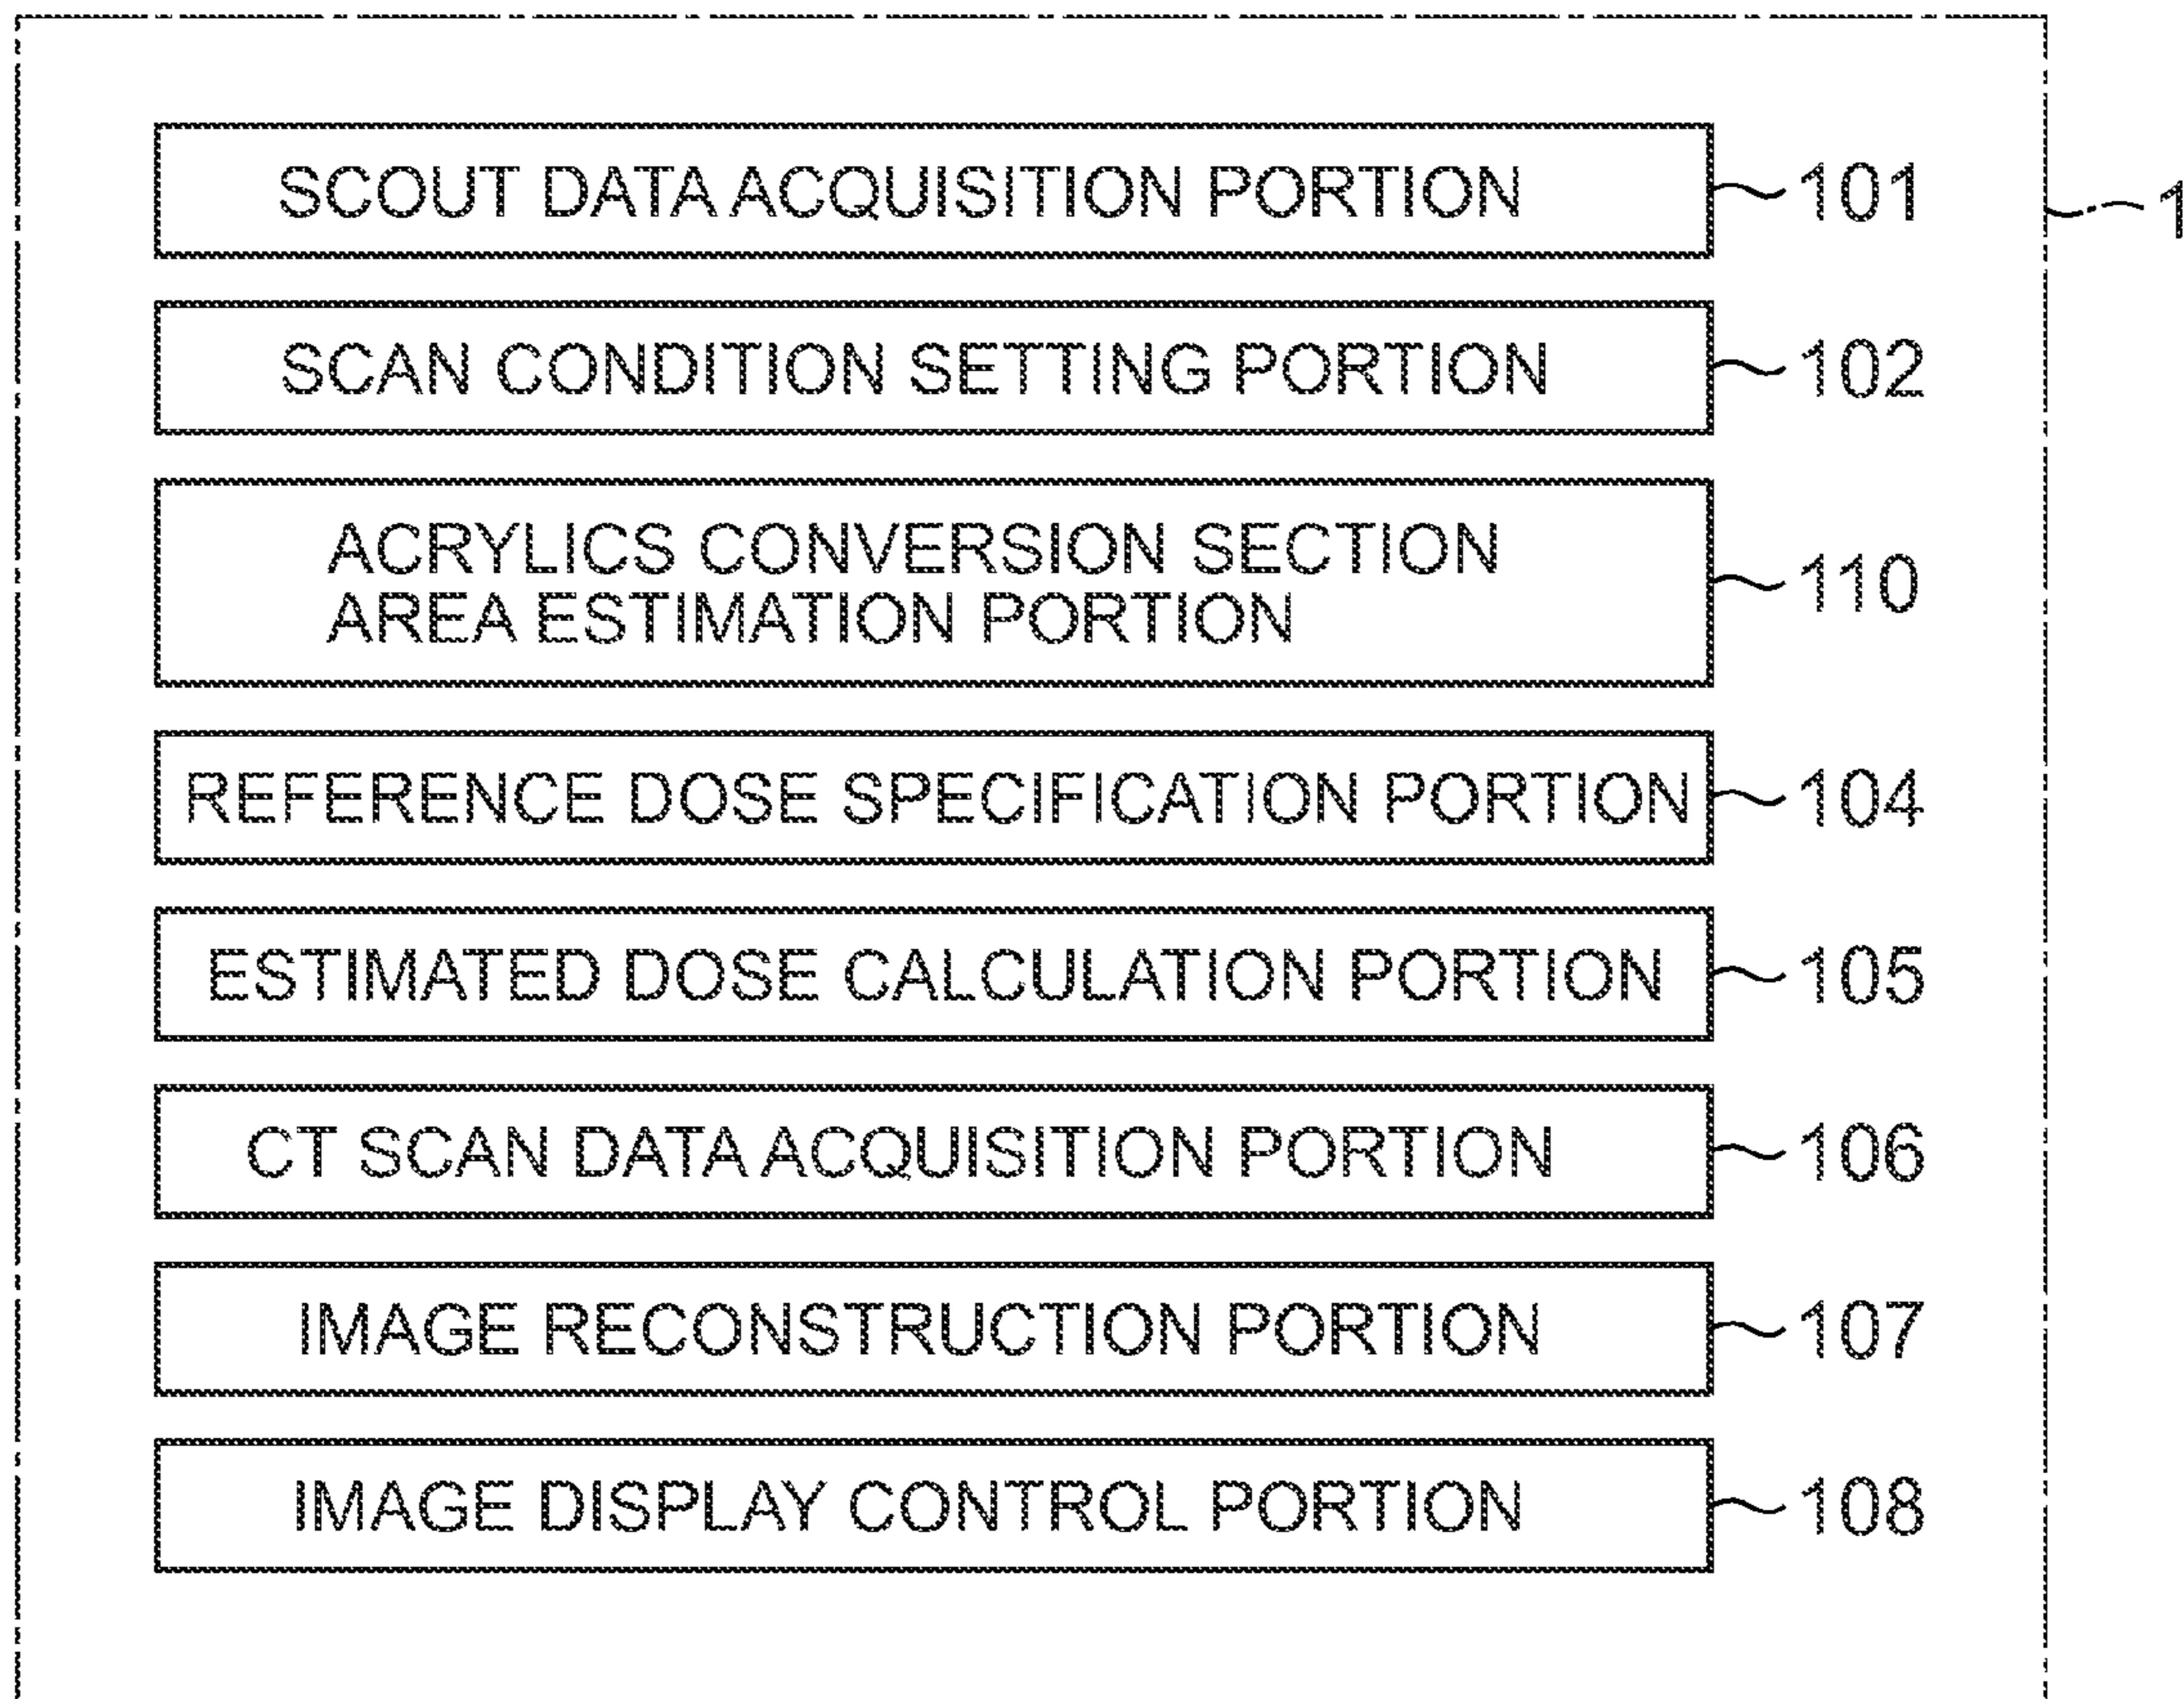 SCOUT DATA ACQUISITION PORTION 101
1
SCAN CONDITION SETTING PORTION 102
ACRYLICS CONVERSION SECTION
AREA ESTIMATION PORTION
110
REFERENCE DOSE SPECIFICATION PORTION 104
ESTIMATED DOSE CALCULATION PORTION 105
CT SCAN DATA ACQUISITION PORTION 106
IMAGE RECONSTRUCTION PORTION 107
IMAGE DISPLAY CONTROL PORTION 108